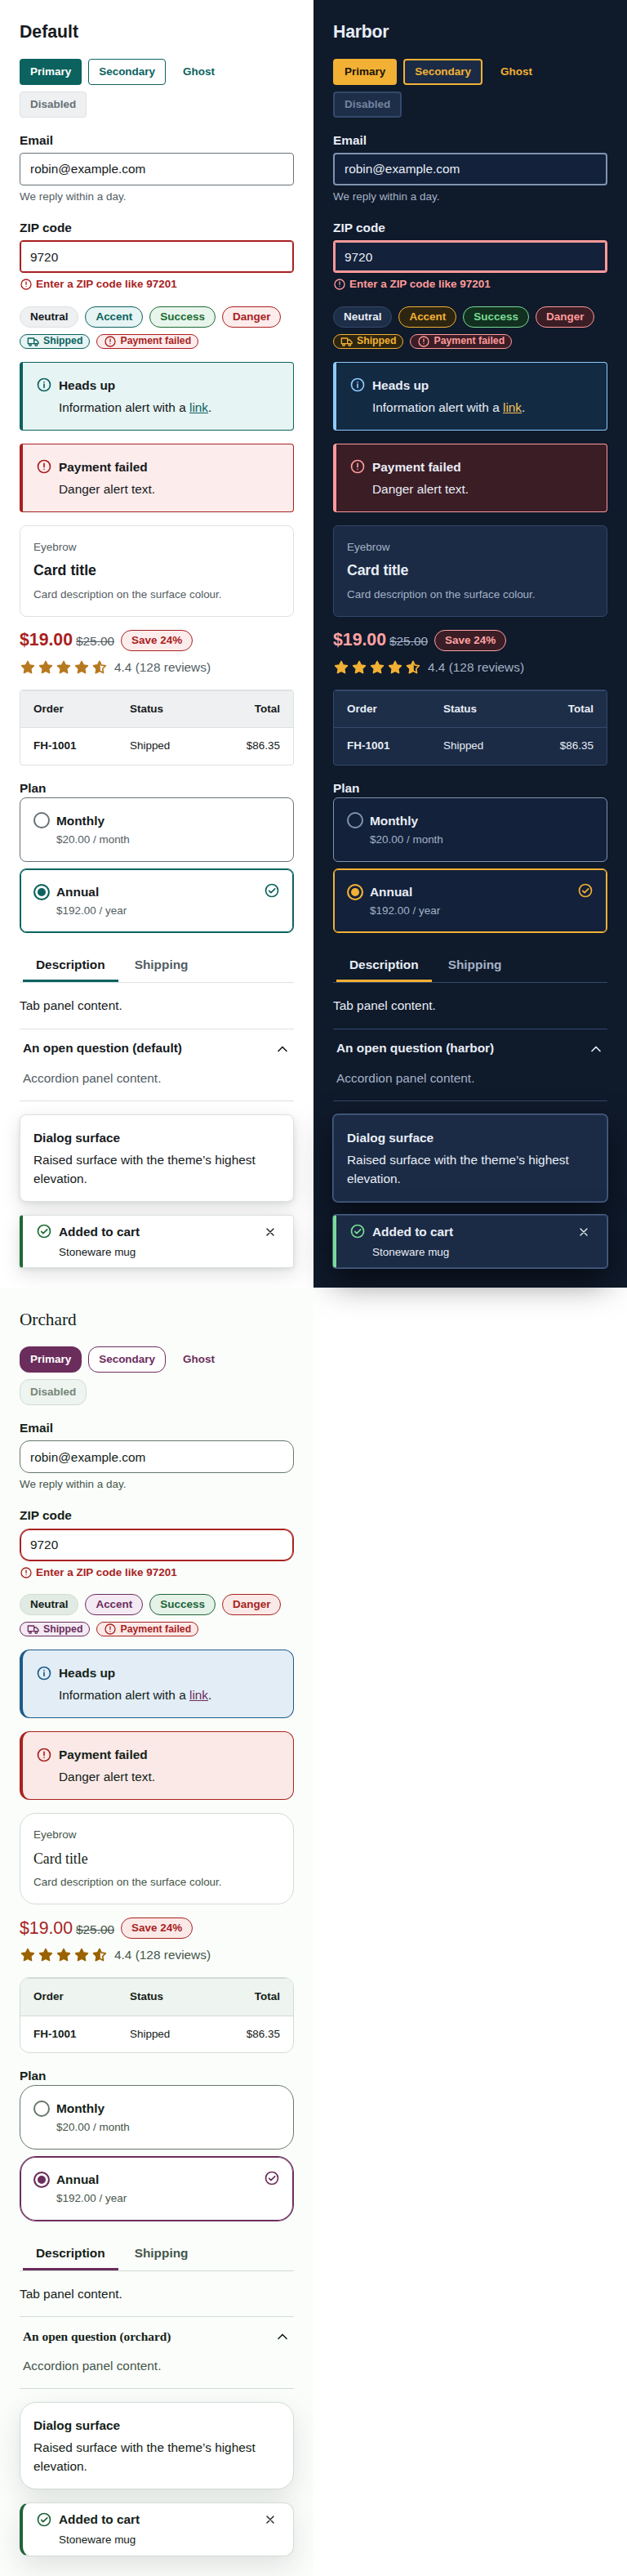 Default
Primary Secondary Ghost
Disabled
Email
robin@example.com
We reply within a day.
ZIP code
9720
Enter a ZIP code like 97201
Neutral Accent Success Danger
Shipped Payment failed
Heads up
Information alert with a link.
Payment failed
Danger alert text.
Eyebrow
Card title
Card description on the surface colour.
$19.00 $25.00 Save 24%
4.4 (128 reviews)
Order Status Total
FH-1001 Shipped $86.35
Plan
Monthly
$20.00 / month
Annual
$192.00 / year
Description Shipping
Tab panel content.
An open question (default)
Accordion panel content.
Dialog surface
Raised surface with the theme's highest
elevation.
Added to cart
Stoneware mug
Harbor
Primary Secondary Ghost
Disabled
Email
robin@example.com
We reply within a day.
ZIP code
9720
Enter a ZIP code like 97201
Neutral Accent Success Danger
Shipped Payment failed
Heads up
Information alert with a link.
Payment failed
Danger alert text.
Eyebrow
Card title
Card description on the surface colour.
$19.00 $25.00 Save 24%
4.4 (128 reviews)
Order Status Total
FH-1001 Shipped $86.35
Plan
Monthly
$20.00 / month
Annual
$192.00 / year
Description Shipping
Tab panel content.
An open question (harbor)
Accordion panel content.
Dialog surface
Raised surface with the theme's highest
elevation.
Added to cart
Stoneware mug
Orchard
Primary Secondary Ghost
Disabled
Email
robin@example.com
We reply within a day.
ZIP code
9720
Enter a ZIP code like 97201
Neutral Accent Success Danger
Shipped Payment failed
Heads up
Information alert with a link.
Payment failed
Danger alert text.
Eyebrow
Card title
Card description on the surface colour.
$19.00 $25.00 Save 24%
4.4 (128 reviews)
Order Status Total
FH-1001 Shipped $86.35
Plan
Monthly
$20.00 / month
Annual
$192.00 / year
Description Shipping
Tab panel content.
An open question (orchard)
Accordion panel content.
Dialog surface
Raised surface with the theme's highest
elevation.
Added to cart
Stoneware mug